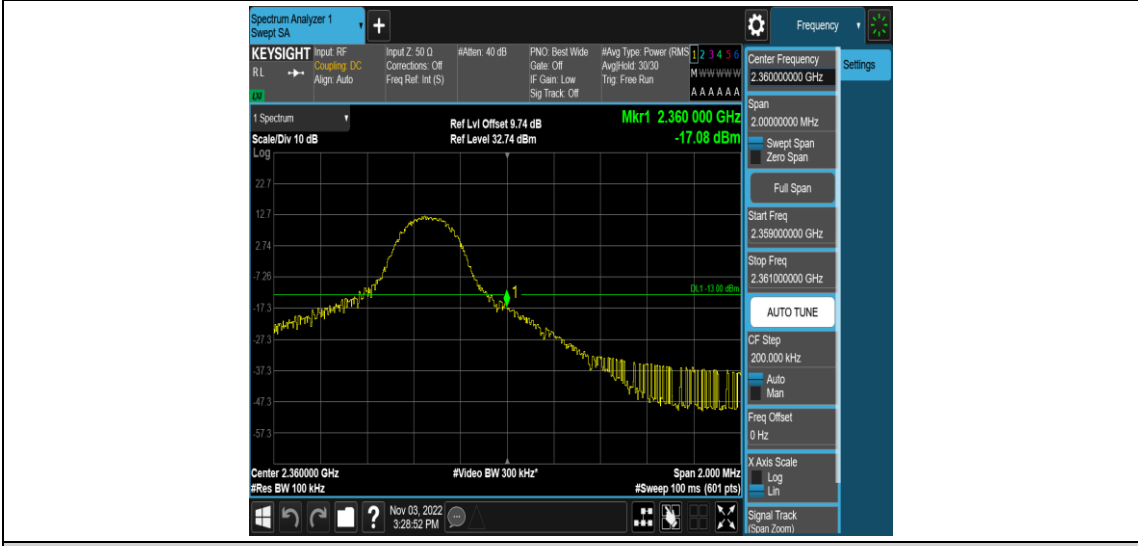 Spectrum Analyzer 1
Swept SA
+
Frequency
KEYSIGHT
RL
Input: RF
Coupling: DC
Align: Auto
Input Z: 50 Ω
Corrections: Off
Freq Ref: Int (S)
#Atten: 40 dB
PNO: Best Wide
Gate: Off
IF Gain: Low
Sig Track: Off
#Avg Type: Power (RMS
Avg|Hold: 30/30
Trig: Free Run
1 2 3 4 5 6
M W W W W W
A A A A A A
1 Spectrum
Scale/Div 10 dB
Log
Ref Lvl Offset 9.74 dB
Ref Level 32.74 dBm
Mkr1 2.360 000 GHz
-17.08 dBm
22.7
12.7
2.74
-7.26
-17.3
-27.3
-37.3
-47.3
-57.3
1
DL1 -13.00 dBm
Center 2.360000 GHz
#Res BW 100 kHz
#Video BW 300 kHz*
Span 2.000 MHz
#Sweep 100 ms (601 pts)
Center Frequency
2.360000000 GHz
Settings
Span
2.00000000 MHz
Swept Span
Zero Span
Full Span
Start Freq
2.359000000 GHz
Stop Freq
2.361000000 GHz
AUTO TUNE
CF Step
200.000 kHz
Auto
Man
Freq Offset
0 Hz
X Axis Scale
Log
Lin
Signal Track
(Span Zoom)
?
Nov 03, 2022
3:28:52 PM